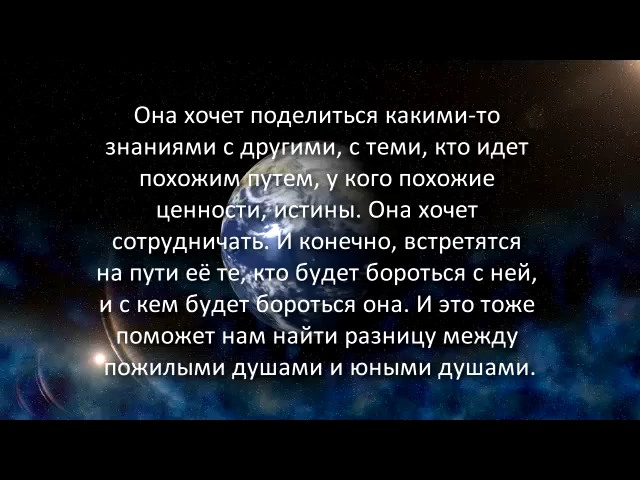 Она хочет поделиться какими-то
знаниями с другими, с теми, кто идет
похожим путем, у кого похожие
ценности, истины. Она хочет
сотрудничать. И конечно, встретятся
на пути её те, кто будет бороться с ней,
и с кем будет бороться она. И это тоже
поможет нам найти разницу между
пожилыми душами и юными душами.